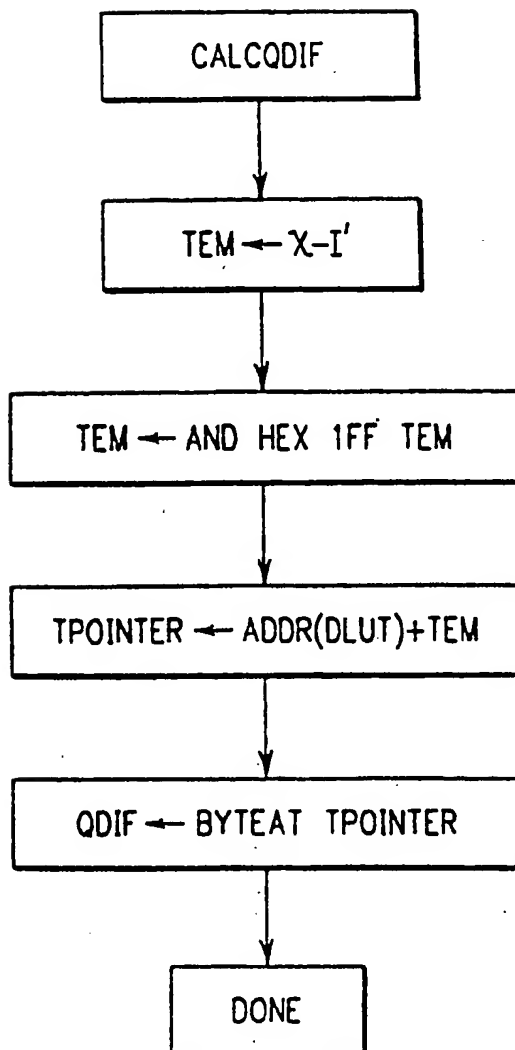 CALCQDIF
TEM ← X-I'
TEM ← AND HEX 1FF TEM
TPOINTER ← ADDR(DLUT)+TEM
QDIF ← BYTEAT TPOINTER
DONE